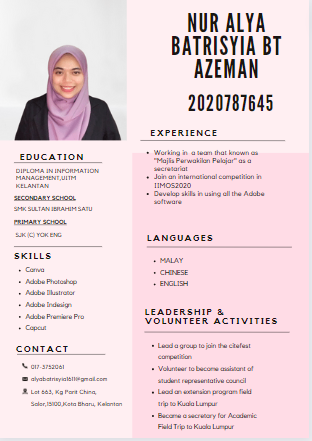 NUR ALYA
BATRISYIA BT
AZEMAN
2020787645
EDUCATION
DIPLOMA IN INFORMATION
MANAGEMENT,UITM
KELANTAN
SECONDARY SCHOOL
SMK SULTAN IBRAHIM SATU
PRIMARY SCHOOL
SJK (C) YOK ENG
SKILLS
Canva
Adobe Photoshop
Adobe Illustrator
Adobe Indesign
Adobe Premiere Pro
Capcut
CONTACT
017-3752061
alyabatrisyia1611@gmail.com
Lot 663, Kg Parit China,
Salor,15100,Kota Bharu, Kelantan
EXPERIENCE
Working in a team that known as
"Majlis Perwakilan Pelajar" as a
secretariat
Join an international competition in
IIMOS2020
Develop skills in using all the Adobe
software
LANGUAGES
MALAY
CHINESE
ENGLISH
LEADERSHIP &
VOLUNTEER ACTIVITIES
Lead a group to join the citefest
competition
Volunteer to become assistant of
student representative council
Lead an extension program field
trip to Kuala Lumpur
Became a secretary for Academic
Field Trip to Kuala Lumpur